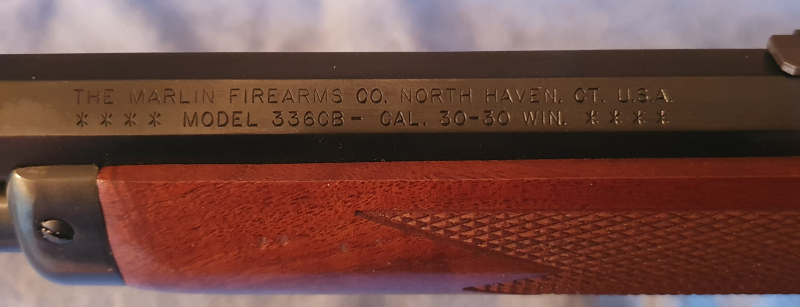 THE MARLIN FIREARMS CO. NORTH HAVEN, CT. U.S.A.
**** MODEL 336CB - CAL. 30-30 WIN. ****